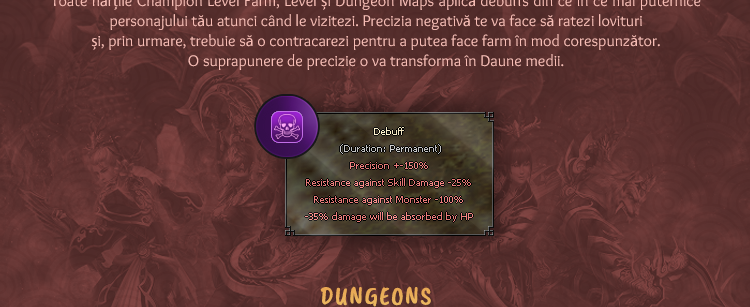 Toate hărțile Champion Level Farm, Level și Dungeon Maps aplică debuffs din ce în ce mai puternice
personajului tău atunci când le vizitezi. Precizia negativă te va face să ratezi lovituri
și, prin urmare, trebuie să o contracarezi pentru a putea face farm în mod corespunzător.
O suprapunere de precizie o va transforma în Daune medii.
Debuff
(Duration: Permanent)
Precision +-150%
Resistance against Skill Damage -25%
Resistance against Monster -100%
-35% damage will be absorbed by HP
DUNGEONS